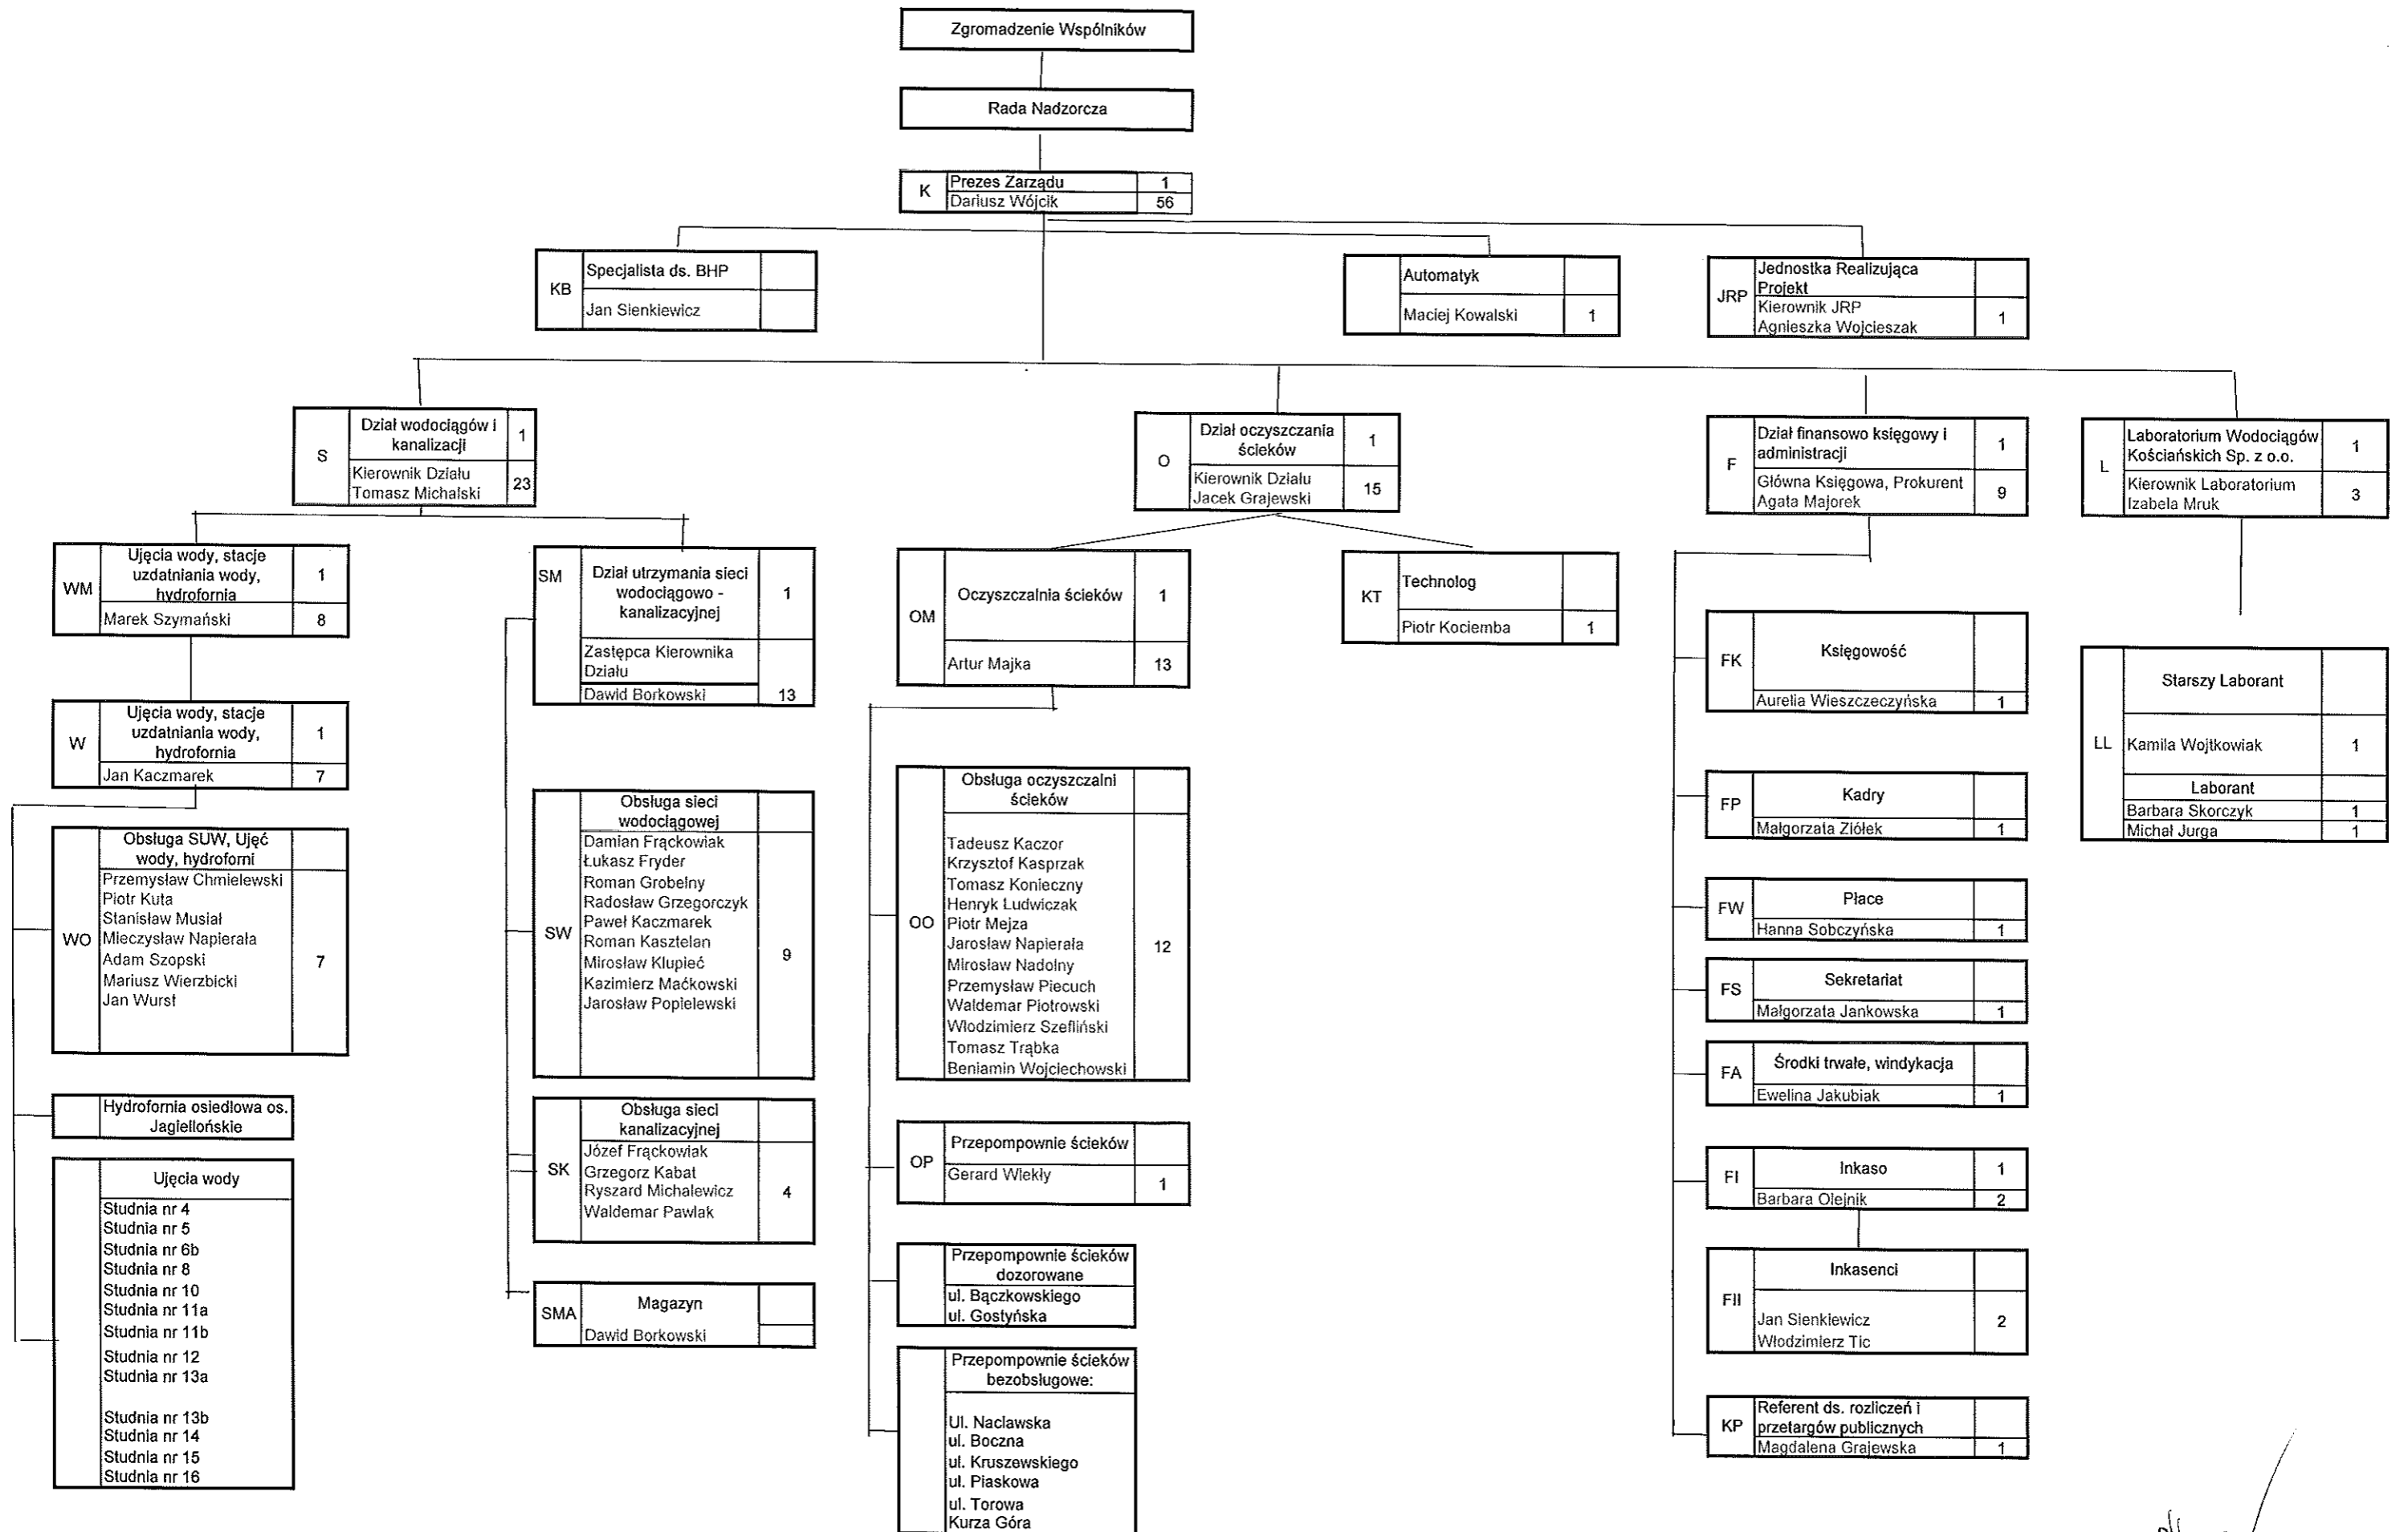 Zgromadzenie Wspólników
Rada Nadzorcza
K
Prezes Zarządu
1
Dariusz Wójcik
56
KB
Specjalista ds. BHP
Jan Sienkiewicz
Automatyk
Maciej Kowalski
1
JRP
Jednostka Realizująca
Projekt
Kierownik JRP
Agnieszka Wojcieszak
1
S
Dział wodociągów i
kanalizacji
1
Kierownik Działu
Tomasz Michalski
23
O
Dział oczyszczania
ścieków
1
Kierownik Działu
Jacek Grajewski
15
F
Dział finansowo księgowy i
administracji
1
Główna Księgowa, Prokurent
Agata Majorek
9
L
Laboratorium Wodociągów
Kościańskich Sp. z o.o.
1
Kierownik Laboratorium
Izabela Mruk
3
WM
Ujęcia wody, stacje
uzdatniania wody,
hydrofornia
1
Marek Szymański
8
W
Ujęcia wody, stacje
uzdatniania wody,
hydrofornia
1
Jan Kaczmarek
7
WO
Obsługa SUW, Ujęć
wody, hydroforni
Przemysław Chmielewski
Piotr Kuta
Stanisław Musiał
Mieczysław Napierała
Adam Szopski
Mariusz Wierzbicki
Jan Wurst
7
Hydrofornia osiedlowa os.
Jagiellońskie
Ujęcia wody
Studnia nr 4
Studnia nr 5
Studnia nr 6b
Studnia nr 8
Studnia nr 10
Studnia nr 11a
Studnia nr 11b
Studnia nr 12
Studnia nr 13a
Studnia nr 13b
Studnia nr 14
Studnia nr 15
Studnia nr 16
SM
Dział utrzymania sieci
wodociągowo -
kanalizacyjnej
1
Zastępca Kierownika
Działu
Dawid Borkowski
13
SW
Obsługa sieci
wodociągowej
Damian Frąckowiak
Łukasz Fryder
Roman Grobelny
Radosław Grzegorczyk
Paweł Kaczmarek
Roman Kasztelan
Mirosław Klupieć
Kazimierz Maćkowski
Jarosław Popielewski
9
SK
Obsługa sieci
kanalizacyjnej
Józef Frąckowiak
Grzegorz Kabat
Ryszard Michalewicz
Waldemar Pawlak
4
SMA
Magazyn
Dawid Borkowski
OM
Oczyszczalnia ścieków
1
Artur Majka
13
KT
Technolog
Piotr Kociemba
1
OO
Obsługa oczyszczalni
ścieków
Tadeusz Kaczor
Krzysztof Kasprzak
Tomasz Konieczny
Henryk Ludwiczak
Piotr Mejza
Jarosław Napierała
Mirosław Nadolny
Przemysław Piecuch
Waldemar Piotrowski
Włodzimierz Szefliński
Tomasz Trąbka
Beniamin Wojciechowski
12
OP
Przepompownie ścieków
Gerard Wlekły
1
Przepompownie ścieków
dozorowane
ul. Bączkowskiego
ul. Gostyńska
Przepompownie ścieków
bezobsługowe:
Ul. Nacławska
ul. Boczna
ul. Kruszewskiego
ul. Piaskowa
ul. Torowa
Kurza Góra
FK
Księgowość
Aurelia Wieszczeczyńska
1
FP
Kadry
Małgorzata Ziółek
1
FW
Płace
Hanna Sobczyńska
1
FS
Sekretariat
Małgorzata Jankowska
1
FA
Środki trwałe, windykacja
Ewelina Jakubiak
1
FI
Inkaso
1
Barbara Olejnik
2
FII
Inkasenci
Jan Sienkiewicz
Włodzimierz Tic
2
KP
Referent ds. rozliczeń i
przetargów publicznych
Magdalena Grajewska
1
LL
Starszy Laborant
Kamila Wojtkowiak
1
Laborant
Barbara Skorczyk
1
Michał Jurga
1